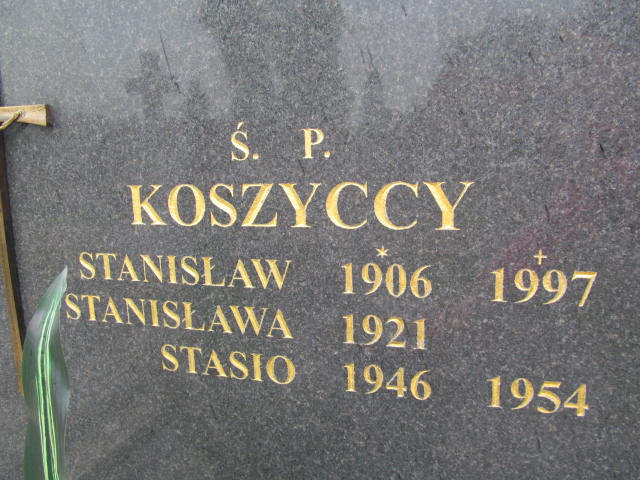 Ś. P.
KOSZYCCY
* +
STANISŁAW 1906 1997
STANISŁAWA 1921
STASIO 1946 1954